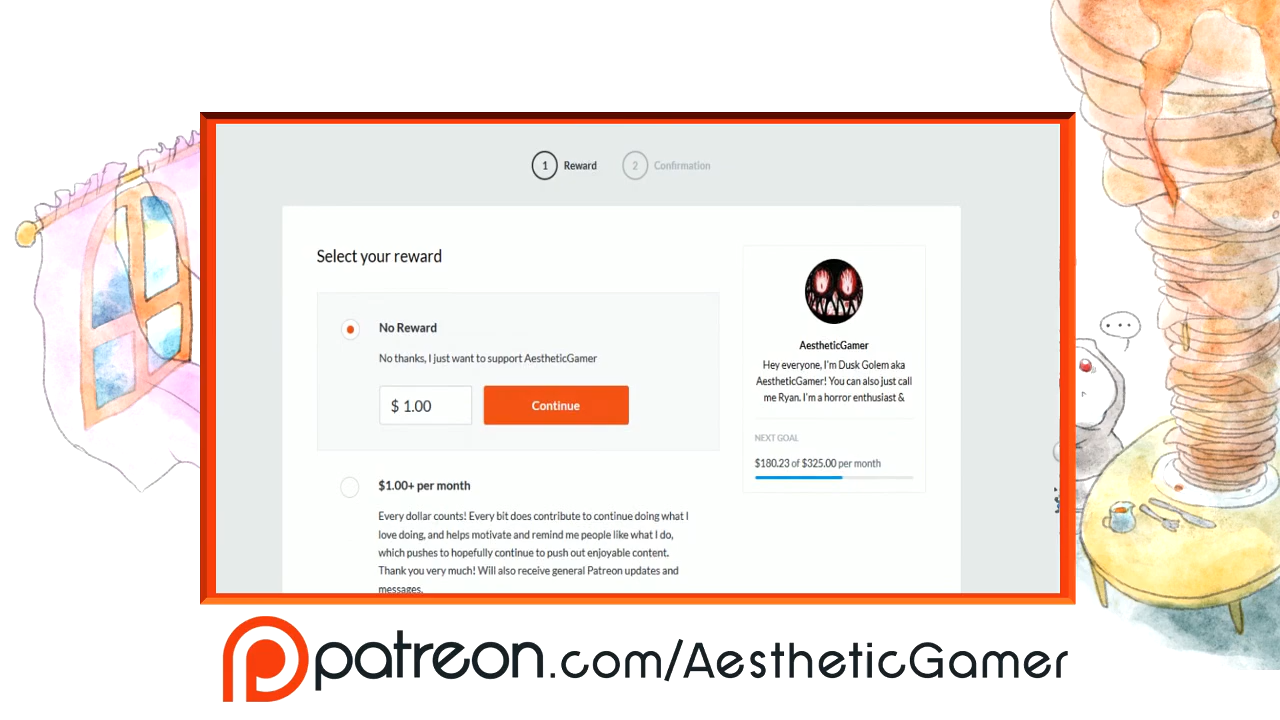 1 Reward 2 Confirmation
Select your reward
No Reward
No thanks, I just want to support AestheticGamer
$ 1.00 Continue
$1.00+ per month
Every dollar counts! Every bit does contribute to continue doing what I
love doing, and helps motivate and remind me people like what I do,
which pushes to hopefully continue to push out enjoyable content.
Thank you very much! Will also receive general Patreon updates and
messages.
AestheticGamer
Hey everyone, I'm Dusk Golem aka
AestheticGamer! You can also just call
me Ryan. I'm a horror enthusiast &
NEXT GOAL
$180.23 of $325.00 per month
patreon.com/AestheticGamer